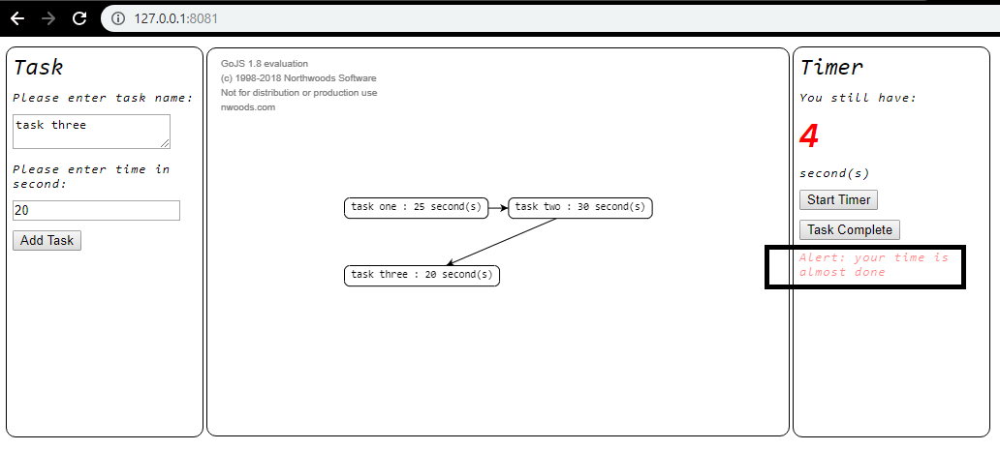 127.0.0.1:8081
Task
Please enter task name:
task three
Please enter time in
second:
20
Add Task
GoJS 1.8 evaluation
(c) 1998-2018 Northwoods Software
Not for distribution or production use
nwoods.com
task one : 25 second(s)
task two : 30 second(s)
task three : 20 second(s)
Timer
You still have:
4
second(s)
Start Timer
Task Complete
Alert: your time is
almost done